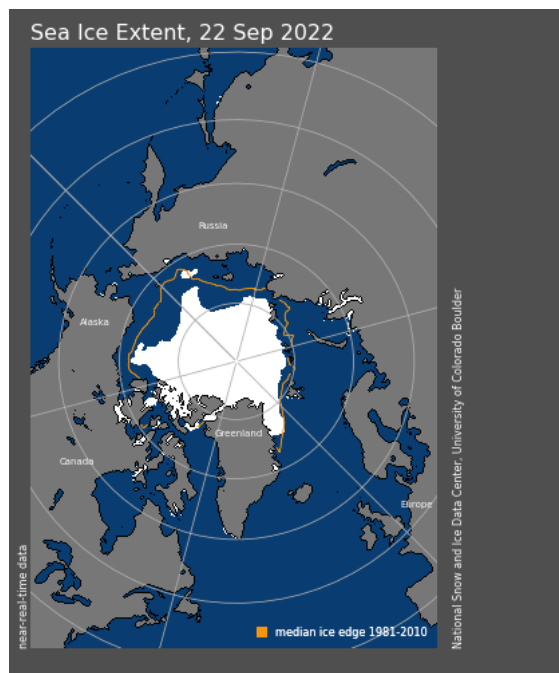 Sea Ice Extent, 22 Sep 2022
Russia
Alaska
Greenland
Canada
Europe
near-real-time data
National Snow and Ice Data Center, University of Colorado Boulder
median ice edge 1981-2010